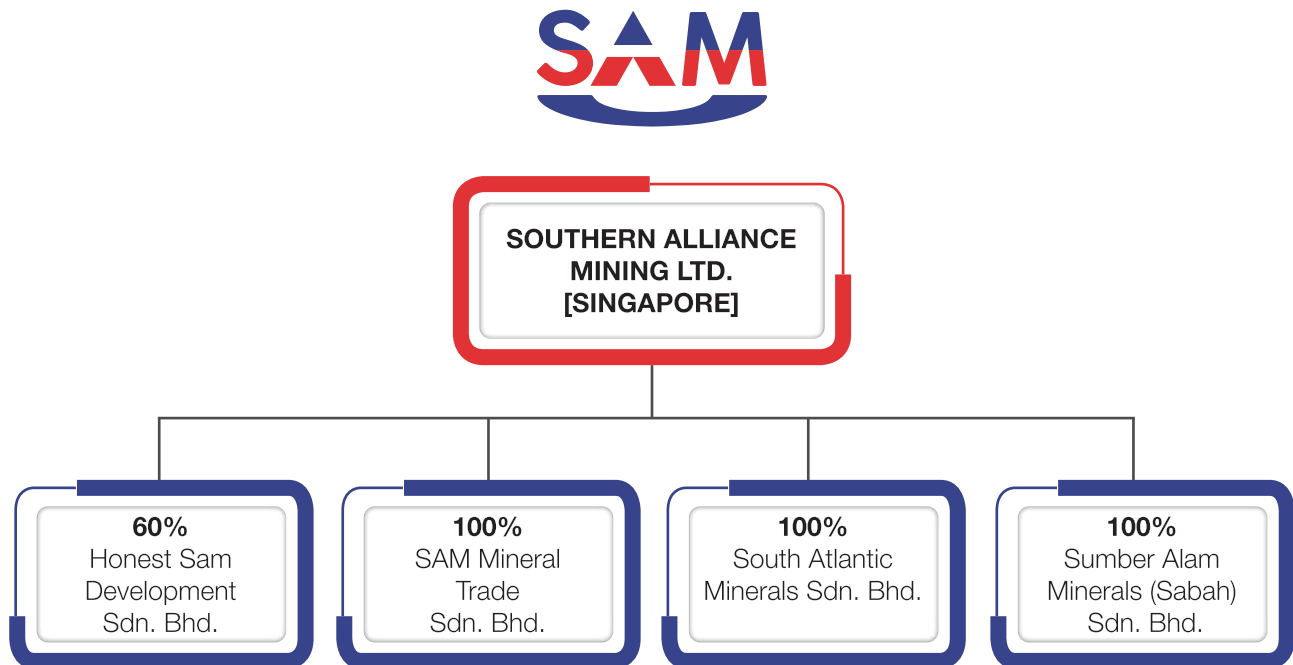 SAM
SOUTHERN ALLIANCE
MINING LTD.
[SINGAPORE]
60%
Honest Sam
Development
Sdn. Bhd.
100%
SAM Mineral
Trade
Sdn. Bhd.
100%
South Atlantic
Minerals Sdn. Bhd.
100%
Sumber Alam
Minerals (Sabah)
Sdn. Bhd.